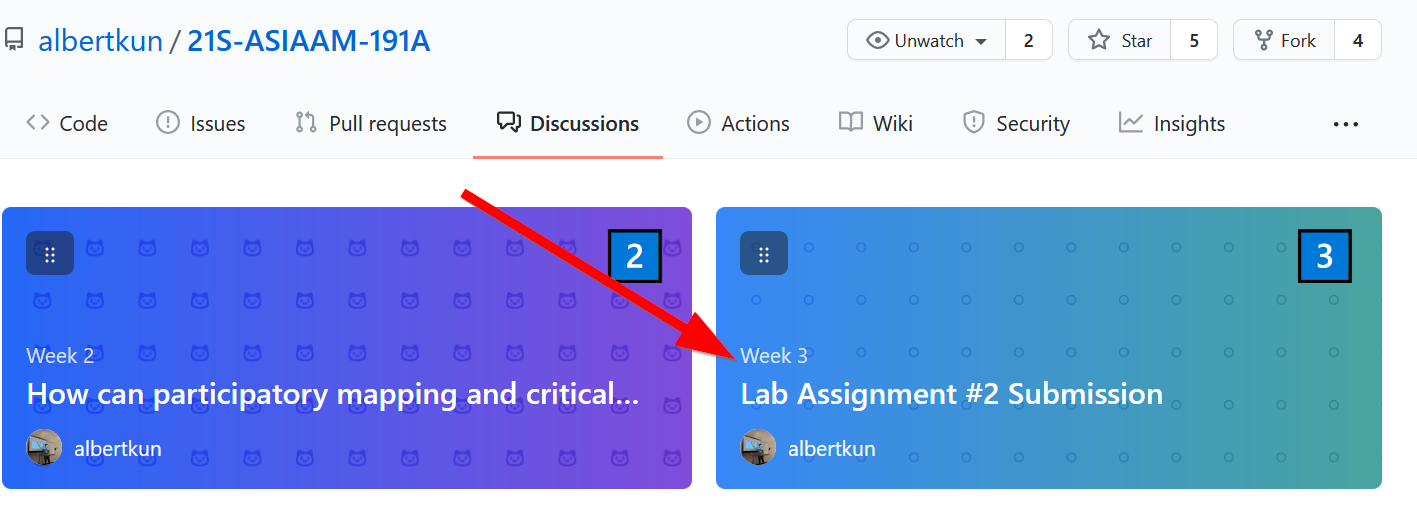 albertkun / 21S-ASIAAM-191A
Unwatch 2 Star 5 Fork 4
Code Issues Pull requests Discussions Actions Wiki Security Insights ...
2
Week 2
How can participatory mapping and critical...
albertkun
3
Week 3
Lab Assignment #2 Submission
albertkun